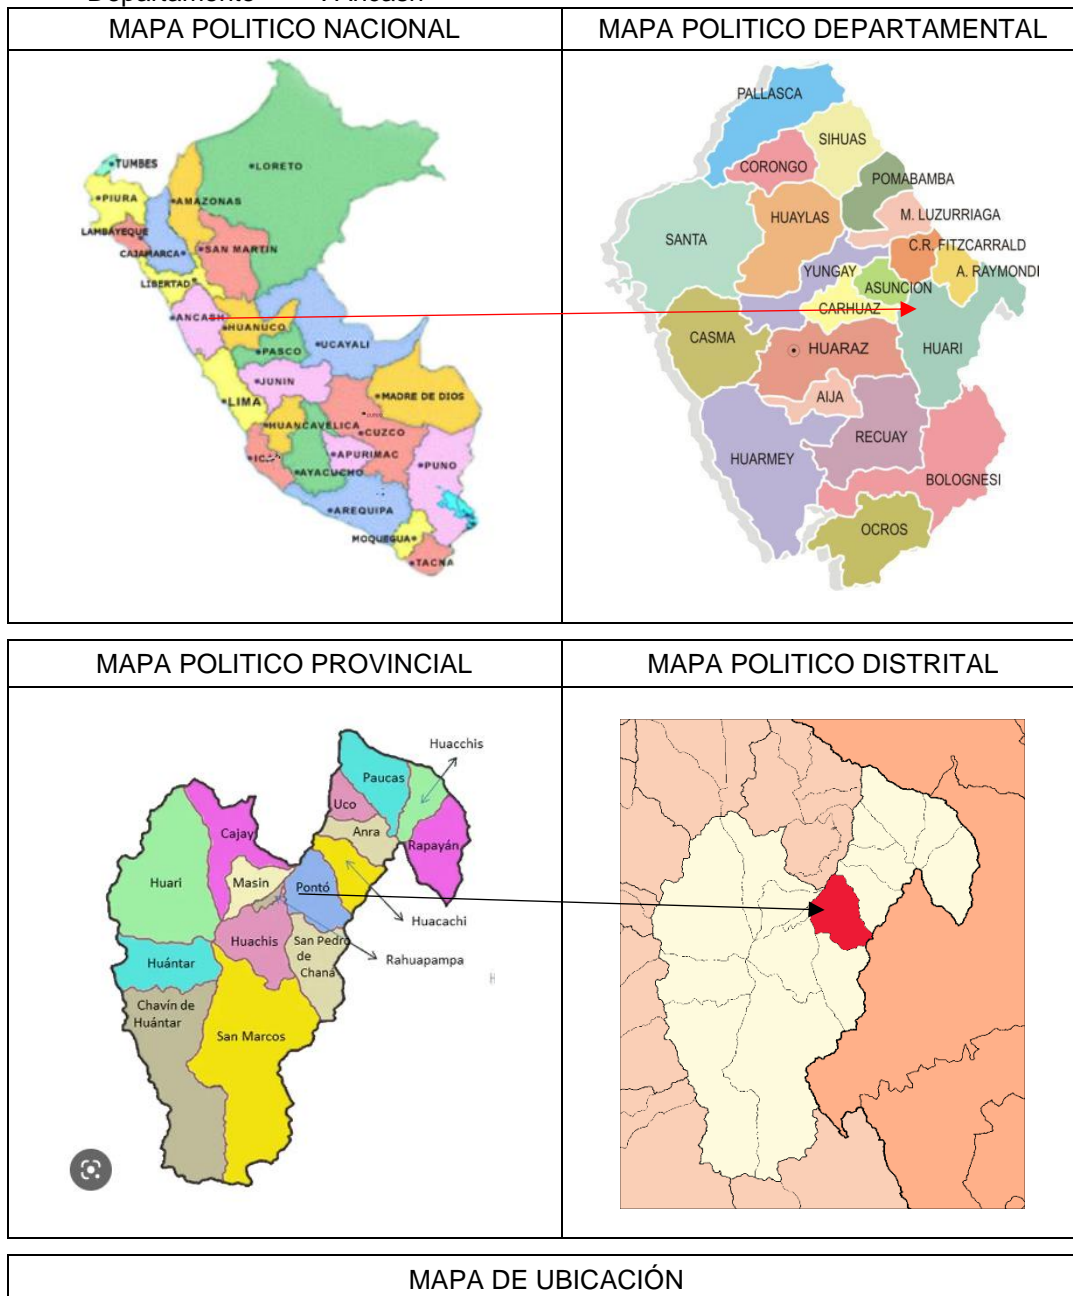 Departamento : Ancash
MAPA POLITICO NACIONAL
MAPA POLITICO DEPARTAMENTAL
TUMBES
LORETO
PIURA
AMAZONAS
LAMBAYEQUE
CAJAMARCA
SAN MARTIN
LIBERTAD
ANCASH
HUANUCO
UCAYALI
PASCO
JUNIN
LIMA
MADRE DE DIOS
HUANCAVELICA
CUZCO
ICA
APURIMAC
PUNO
AYACUCHO
AREQUIPA
MOQUEGUA
TACNA
PALLASCA
SIHUAS
CORONGO
POMABAMBA
HUAYLAS
M. LUZURRIAGA
SANTA
C.R. FITZCARRALD
YUNGAY
A. RAYMONDI
ASUNCION
CARHUAZ
CASMA
HUARAZ
HUARI
AIJA
RECUAY
HUARMEY
BOLOGNESI
OCROS
MAPA POLITICO PROVINCIAL
MAPA POLITICO DISTRITAL
Huacchis
Paucas
Uco
Anra
Cajay
Rapayán
Huari
Masin
Pontó
Huacachi
Huachis
San Pedro
de
Chaná
Rahuapampa
Huántar
Chavín de
Huántar
San Marcos
MAPA DE UBICACIÓN